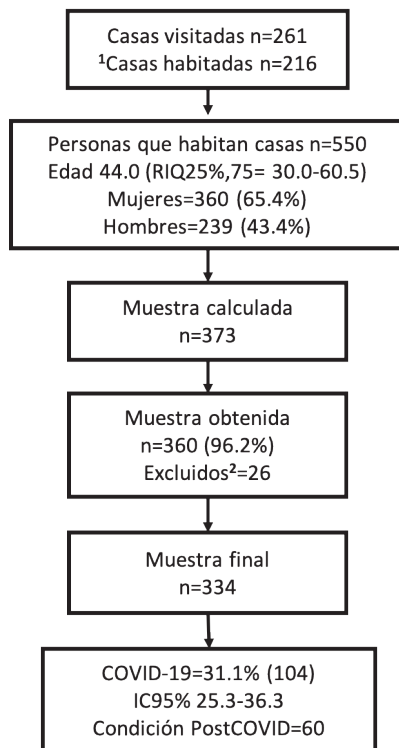 Casas visitadas n=261
¹Casas habitadas n=216
Personas que habitan casas n=550
Edad 44.0 (RIQ25%,75= 30.0-60.5)
Mujeres=360 (65.4%)
Hombres=239 (43.4%)
Muestra calculada
n=373
Muestra obtenida
n=360 (96.2%)
Excluidos²=26
Muestra final
n=334
COVID-19=31.1% (104)
IC95% 25.3-36.3
Condición PostCOVID=60